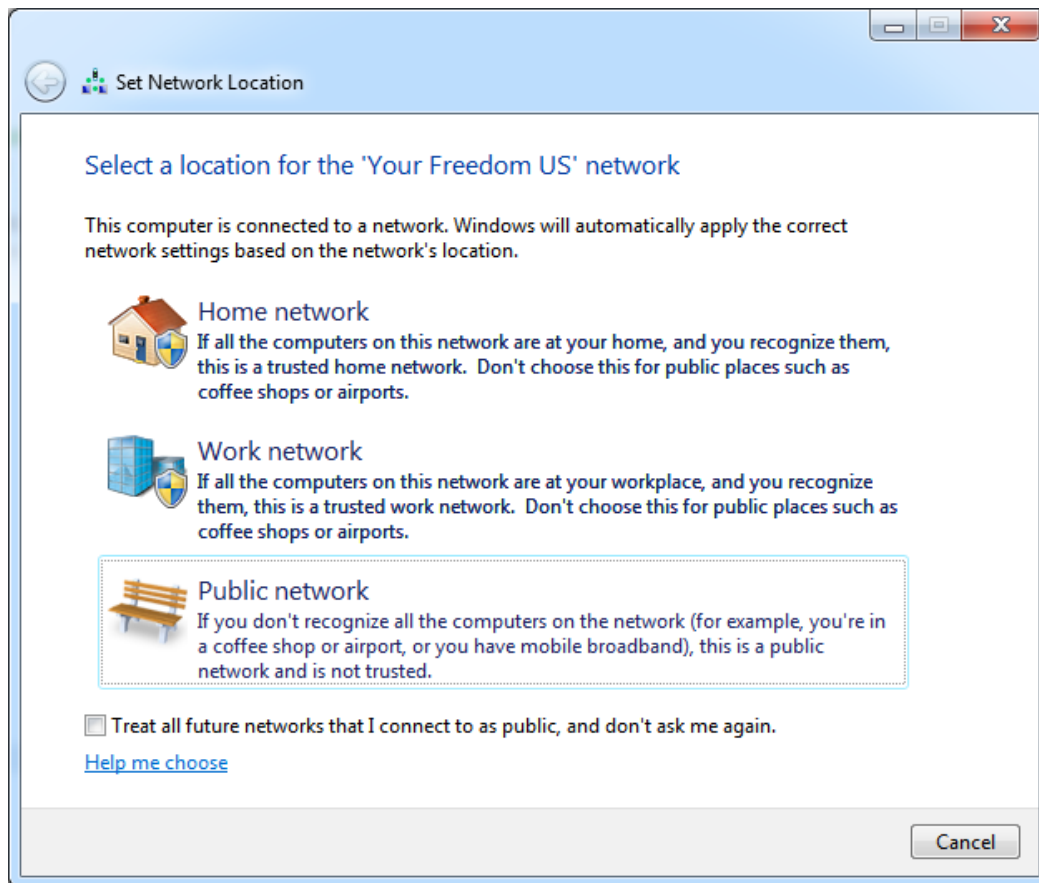 Set Network Location
Select a location for the 'Your Freedom US' network
This computer is connected to a network. Windows will automatically apply the correct
network settings based on the network's location.
Home network
If all the computers on this network are at your home, and you recognize them,
this is a trusted home network.  Don't choose this for public places such as
coffee shops or airports.
Work network
If all the computers on this network are at your workplace, and you recognize
them, this is a trusted work network.  Don't choose this for public places such as
coffee shops or airports.
Public network
If you don't recognize all the computers on the network (for example, you're in
a coffee shop or airport, or you have mobile broadband), this is a public
network and is not trusted.
Treat all future networks that I connect to as public, and don't ask me again.
Help me choose
Cancel